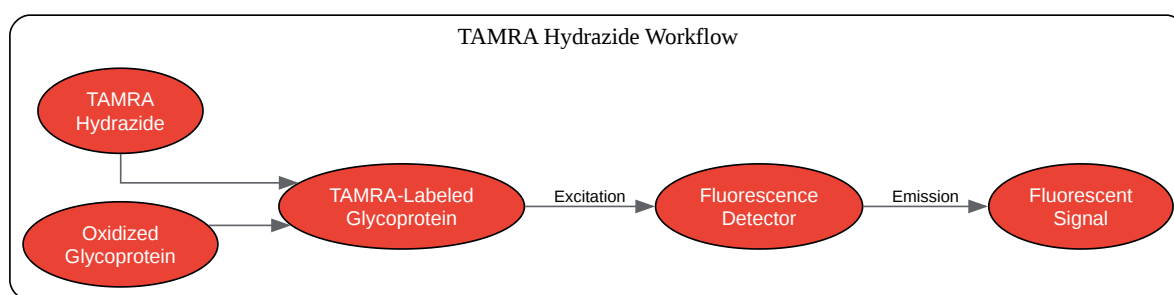 TAMRA Hydrazide Workflow
TAMRA
Hydrazide
Oxidized
Glycoprotein
TAMRA-Labeled
Glycoprotein
Excitation
Fluorescence
Detector
Emission
Fluorescent
Signal